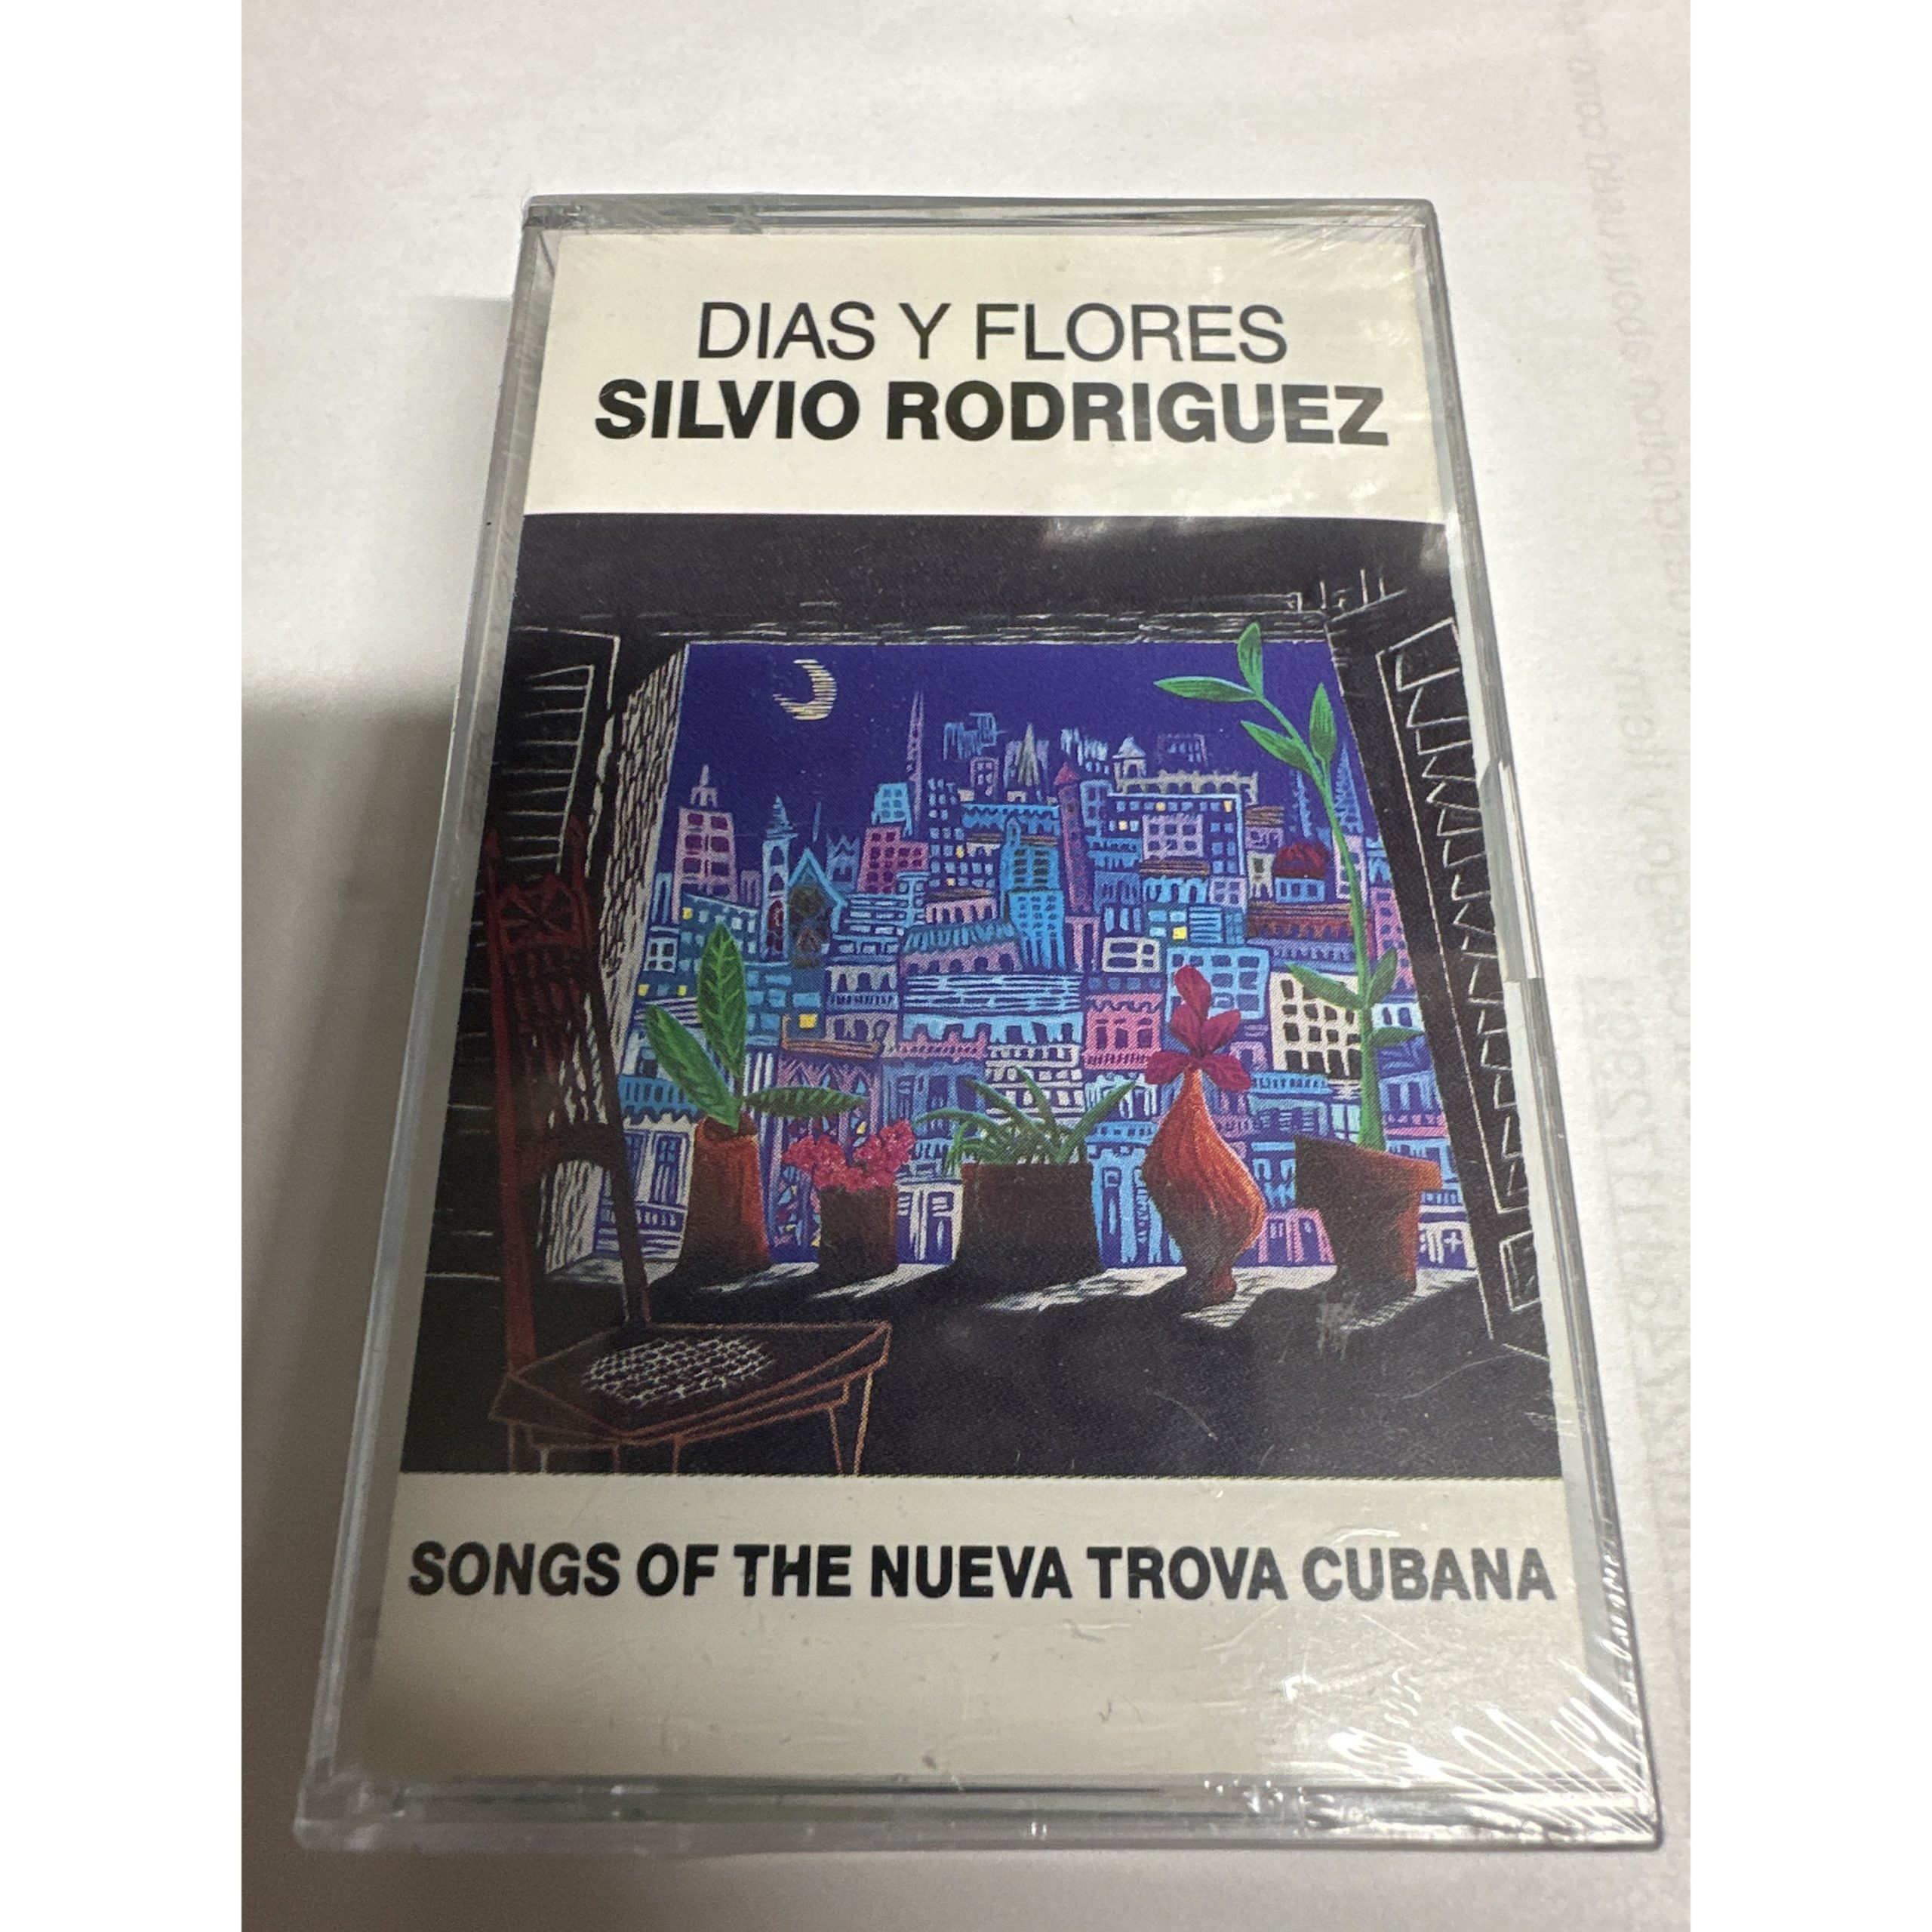 DIAS Y FLORES
SILVIO RODRIGUEZ
SONGS OF THE NUEVA TROVA CUBANA